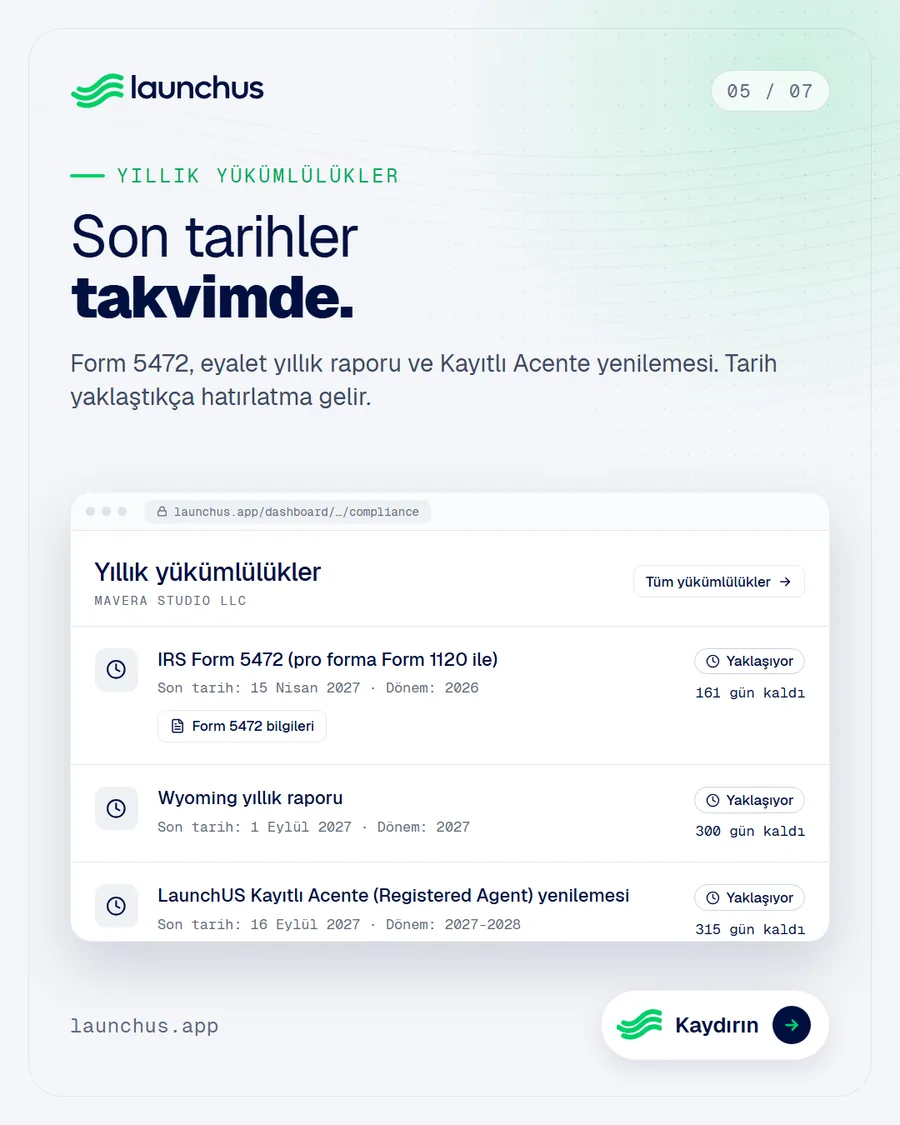 launchus
05 / 07
YILLIK YÜKÜMLÜLÜKLER
Son tarihler
takvimde.
Form 5472, eyalet yıllık raporu ve Kayıtlı Acente yenilemesi. Tarih
yaklaştıkça hatırlatma gelir.
launchus.app/dashboard/…/compliance
Yıllık yükümlülükler
MAVERA STUDIO LLC
Tüm yükümlülükler →
IRS Form 5472 (pro forma Form 1120 ile)
Son tarih: 15 Nisan 2027 · Dönem: 2026
Form 5472 bilgileri
Yaklaşıyor
161 gün kaldı
Wyoming yıllık raporu
Son tarih: 1 Eylül 2027 · Dönem: 2027
Yaklaşıyor
300 gün kaldı
LaunchUS Kayıtlı Acente (Registered Agent) yenilemesi
Son tarih: 16 Eylül 2027 · Dönem: 2027-2028
Yaklaşıyor
315 gün kaldı
launchus.app
Kaydırın